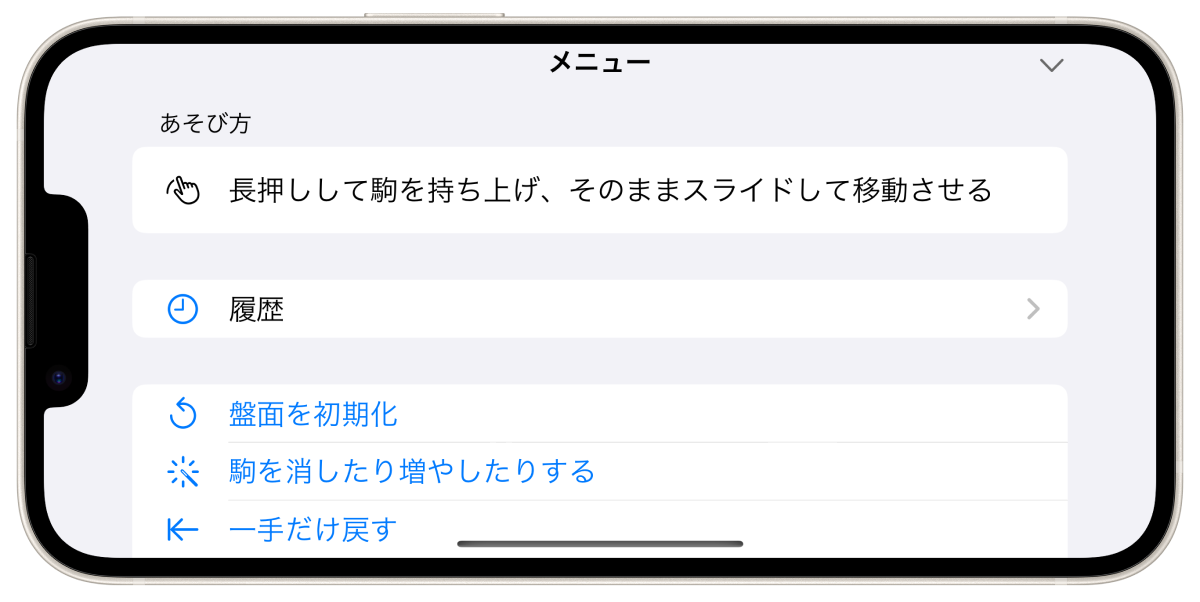 メニュー
あそび方
長押しして駒を持ち上げ、そのままスライドして移動させる
履歴
盤面を初期化
駒を消したり増やしたりする
一手だけ戻す